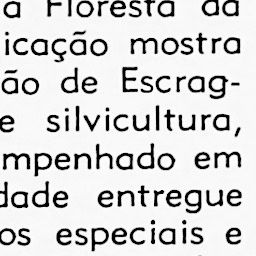 a Floresta da
icação mostra
ão de Escrag-
e silvicultura,
mpenhado em
dade entregue
os especiais e